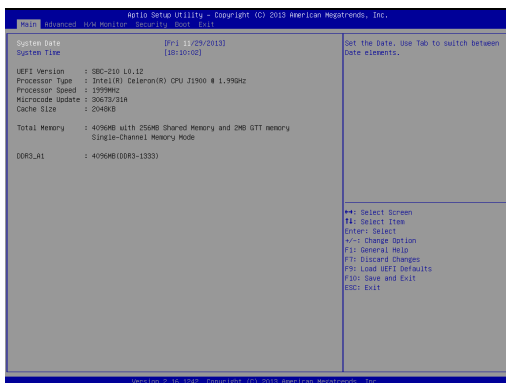 Aptio Setup Utility - Copyright (C) 2013 American Megatrends, Inc.
Main Advanced H/W Monitor Security Boot Exit
System Date [Fri 11/29/2013]
System Time [18:10:02]
UEFI Version : SBC-210 L0.12
Processor Type : Intel(R) Celeron(R) CPU J1900 @ 1.99GHz
Processor Speed : 1999MHz
Microcode Update : 30673/31A
Cache Size : 2048KB
Total Memory : 4096MB with 256MB Shared Memory and 2MB GTT memory
Single-Channel Memory Mode
DDR3_A1 : 4096MB(DDR3-1333)
Set the Date. Use Tab to switch between
Date elements.
→←: Select Screen
↑↓: Select Item
Enter: Select
+/-: Change Option
F1: General Help
F7: Discard Changes
F9: Load UEFI Defaults
F10: Save and Exit
ESC: Exit
Version 2.16.1242. Copyright (C) 2013 American Megatrends, Inc.